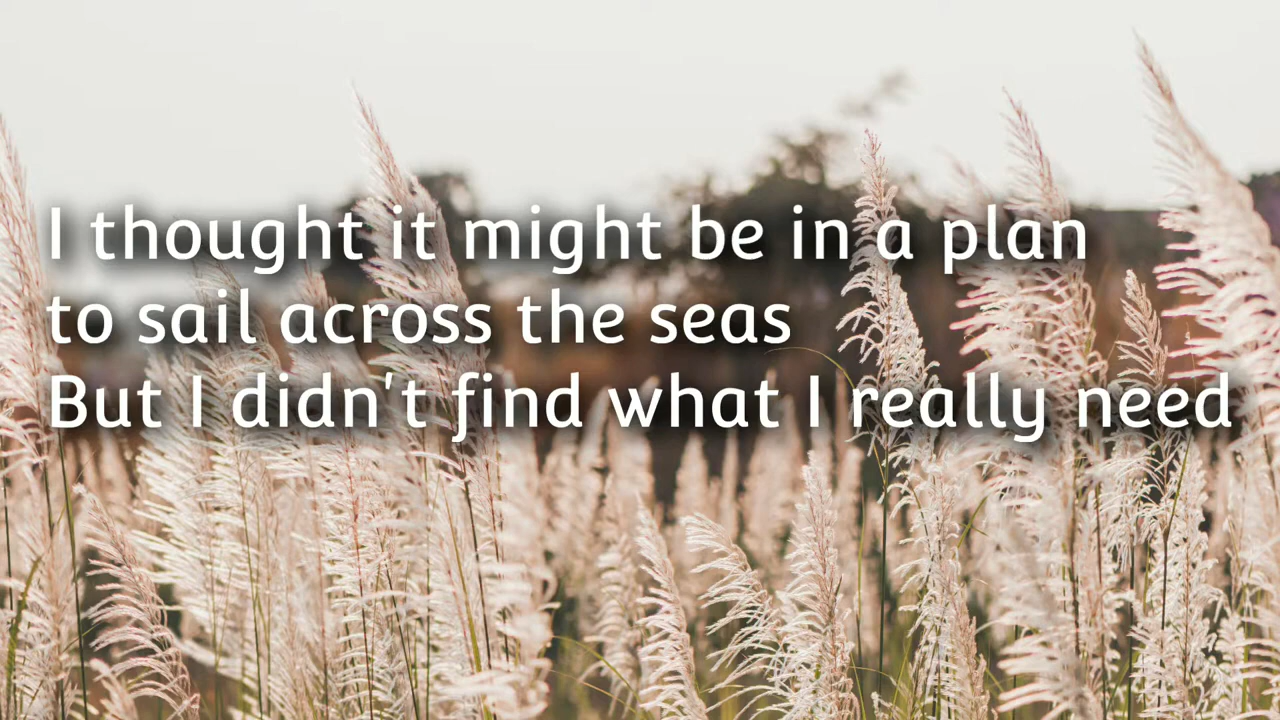 I thought it might be in a plan
to sail across the seas
But I didn't find what I really need